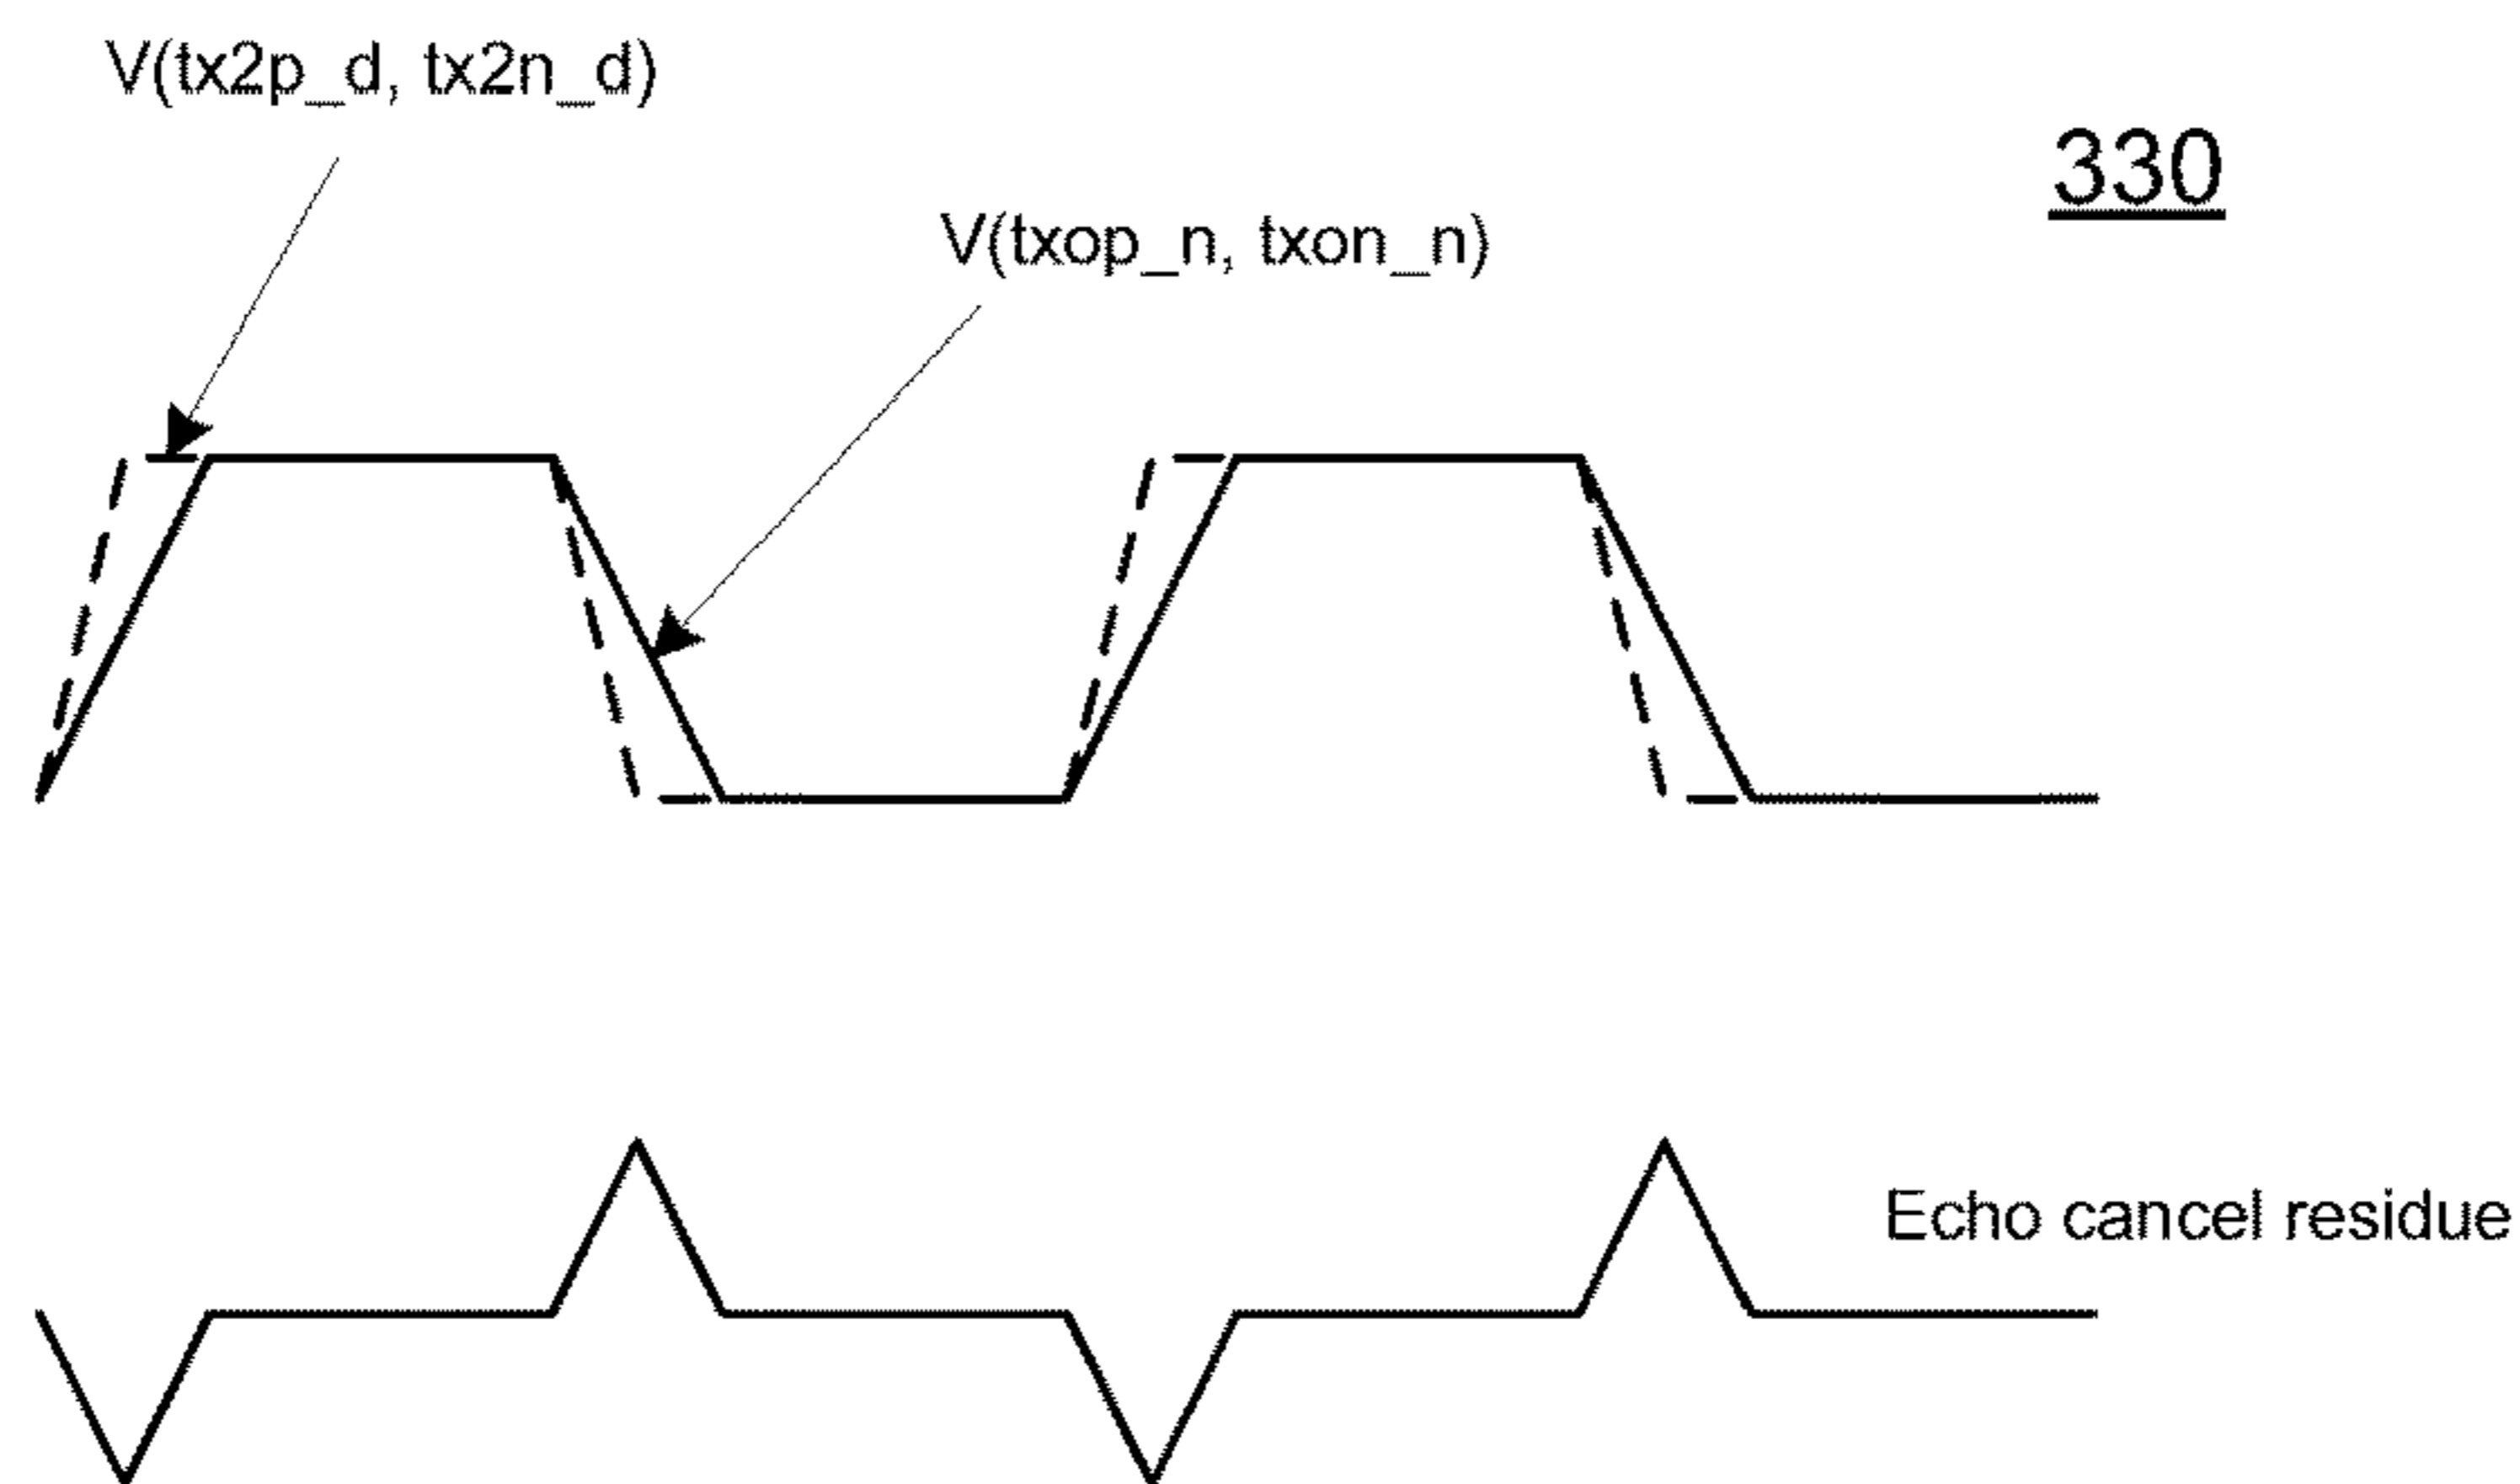 V(tx2p_d, tx2n_d)
330
V(txop_n, txon_n)
Echo cancel residue